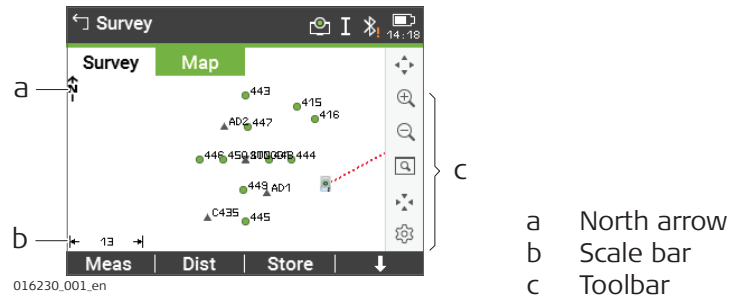 Survey
14:18
Survey Map
a
N
443
415
416
AD2 447
446 450 444
449 AD1
C435 445
c
b
13
Meas Dist Store
016230_001_en
a North arrow
b Scale bar
c Toolbar